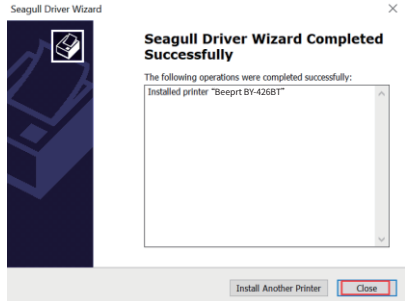 Seagull Driver Wizard
Seagull Driver Wizard Completed
Successfully
The following operations were completed successfully:
Installed printer "Beeprt BY-426BT"
Install Another Printer
Close